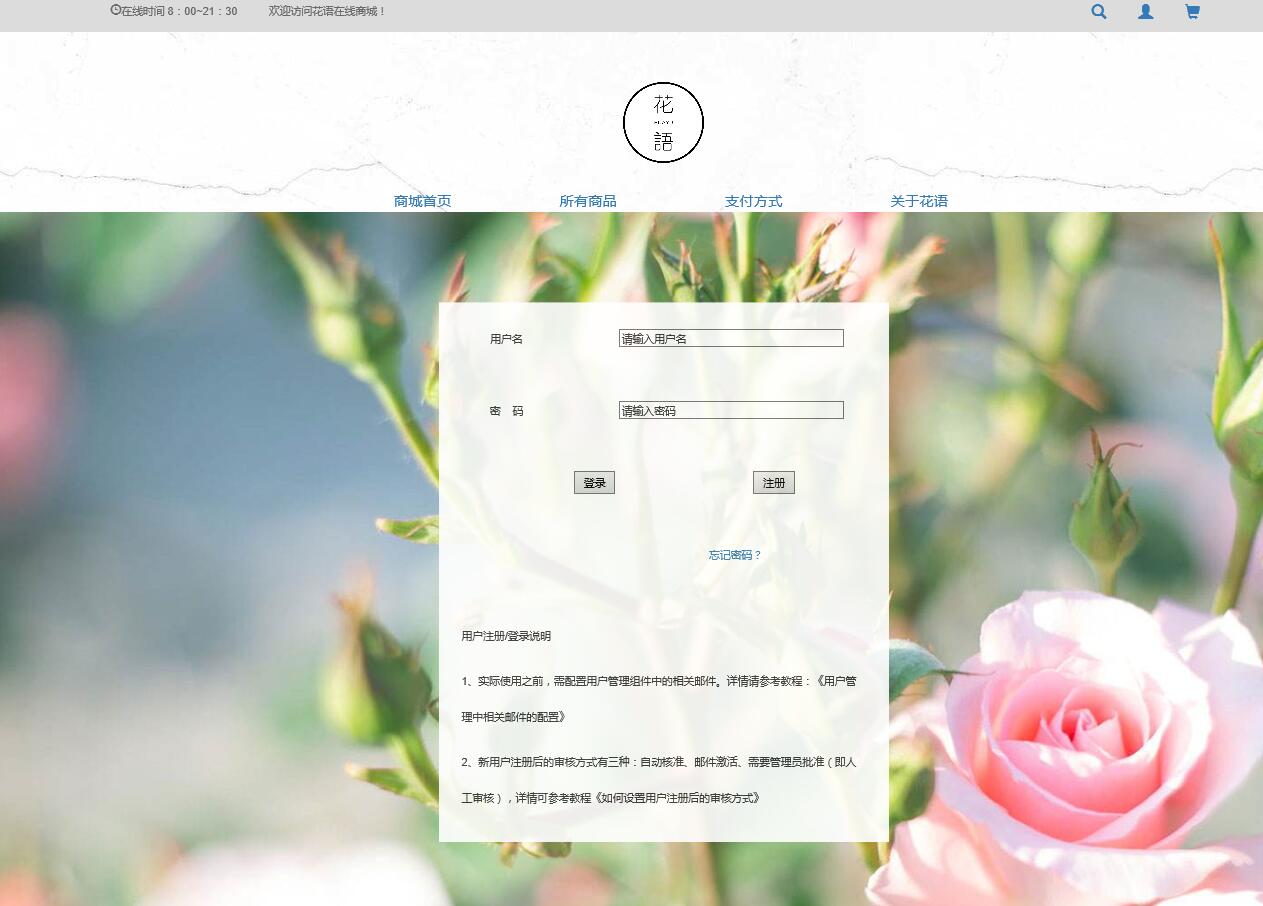 在线时间 8：00~21：30 欢迎访问花语在线商城！
花
語
商城首页 所有商品 支付方式 关于花语
用户名 请输入用户名
密 码 请输入密码
登录 注册
忘记密码？
用户注册/登录说明
1、实际使用之前，需配置用户管理组件中的相关邮件。详情请参考教程：《用户管
理中相关邮件的配置》
2、新用户注册后的审核方式有三种：自动核准、邮件激活、需要管理员批准（即人
工审核），详情可参考教程《如何设置用户注册后的审核方式》